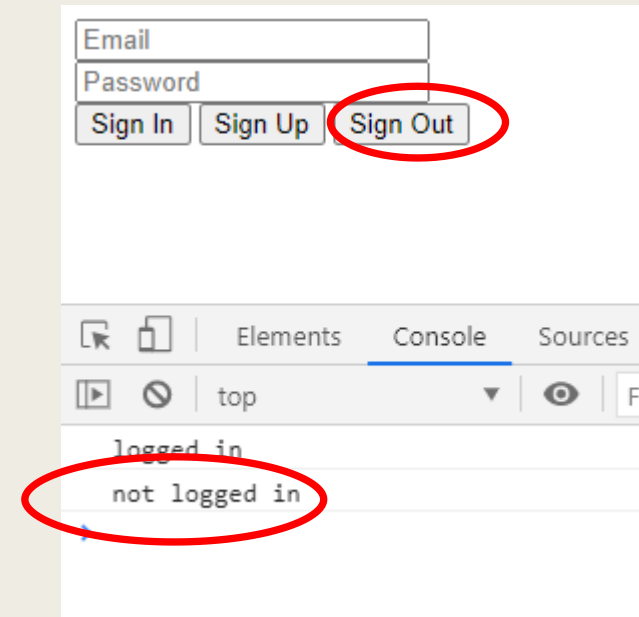 Email
Password
Sign In Sign Up Sign Out
Elements Console Sources
top F
logged in
not logged in